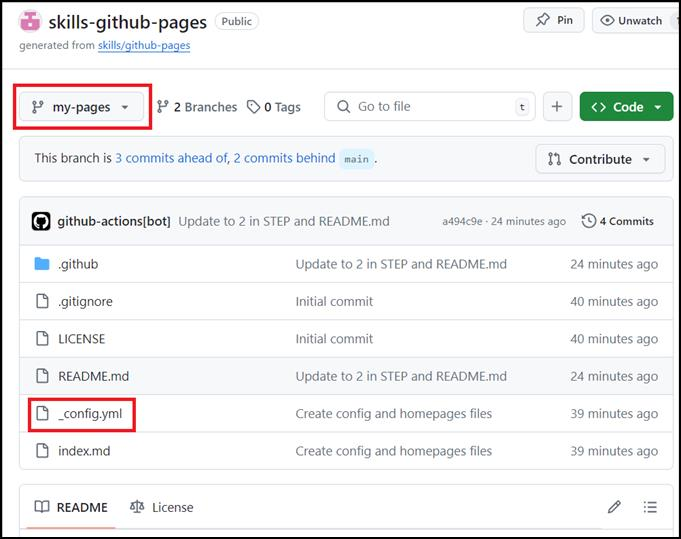 skills-github-pages Public Pin Unwatch 1
generated from skills/github-pages
my-pages 2 Branches 0 Tags Go to file t + Code
This branch is 3 commits ahead of, 2 commits behind main . Contribute
github-actions[bot] Update to 2 in STEP and README.md a494c9e · 24 minutes ago 4 Commits
.github Update to 2 in STEP and README.md 24 minutes ago
.gitignore Initial commit 40 minutes ago
LICENSE Initial commit 40 minutes ago
README.md Update to 2 in STEP and README.md 24 minutes ago
_config.yml Create config and homepages files 39 minutes ago
index.md Create config and homepages files 39 minutes ago
README License